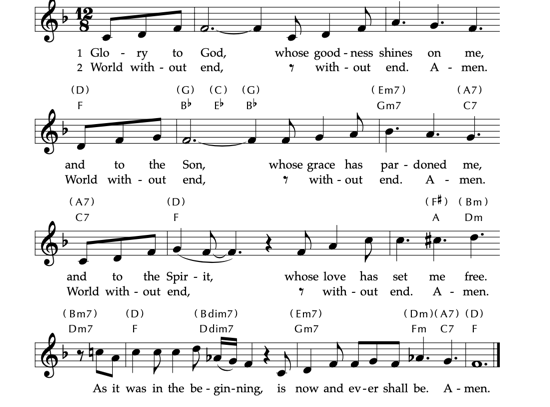 12
8
1 Glo - ry to God, whose good - ness shines on me,
2 World with - out end, with - out end. A - men.
(D) (G) (C) (G) (Em7) (A7)
F B♭ E♭ B♭ Gm7 C7
and to the Son, whose grace has par - doned me,
World with - out end, with - out end. A - men.
(A7) (D) (F♯) (Bm)
C7 F A Dm
and to the Spir - it, whose love has set me free.
World with - out end, with - out end. A - men.
(Bm7) (D) (Bdim7) (Em7) (Dm) (A7) (D)
Dm7 F Ddim7 Gm7 Fm C7 F
As it was in the be - gin - ning, is now and ev - er shall be. A - men.